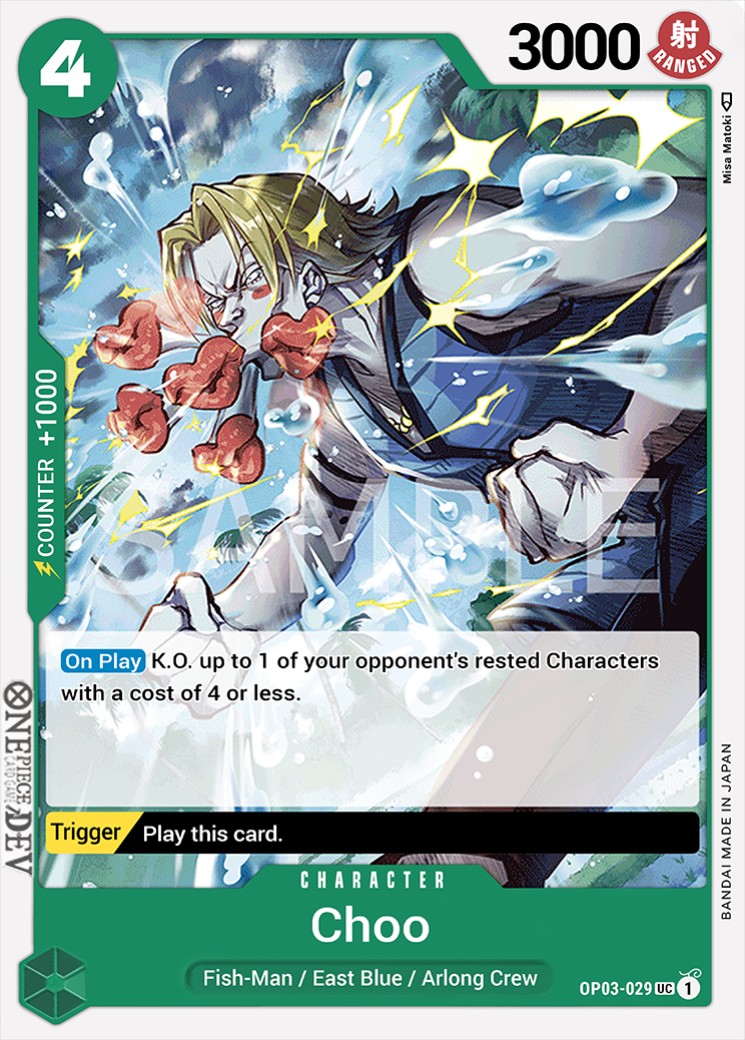 4
3000
射
RANGED
Misa Matoki
COUNTER +1000
SAMPLE
On Play K.O. up to 1 of your opponent's rested Characters
with a cost of 4 or less.
ONE PIECE
CARD GAME
/DEV
Trigger Play this card.
BANDAI MADE IN JAPAN
CHARACTER
Choo
Fish-Man / East Blue / Arlong Crew
OP03-029 UC 1